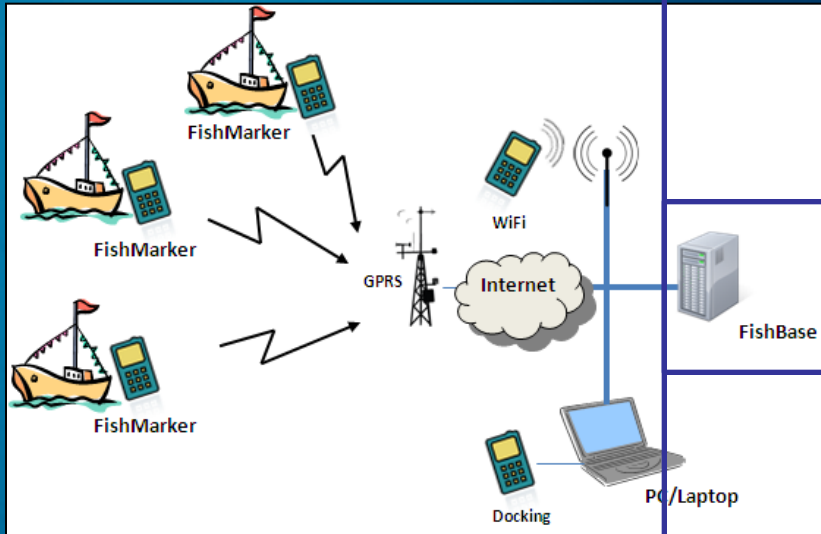 FishMarker
FishMarker
WiFi
GPRS
Internet
FishBase
FishMarker
PC/Laptop
Docking